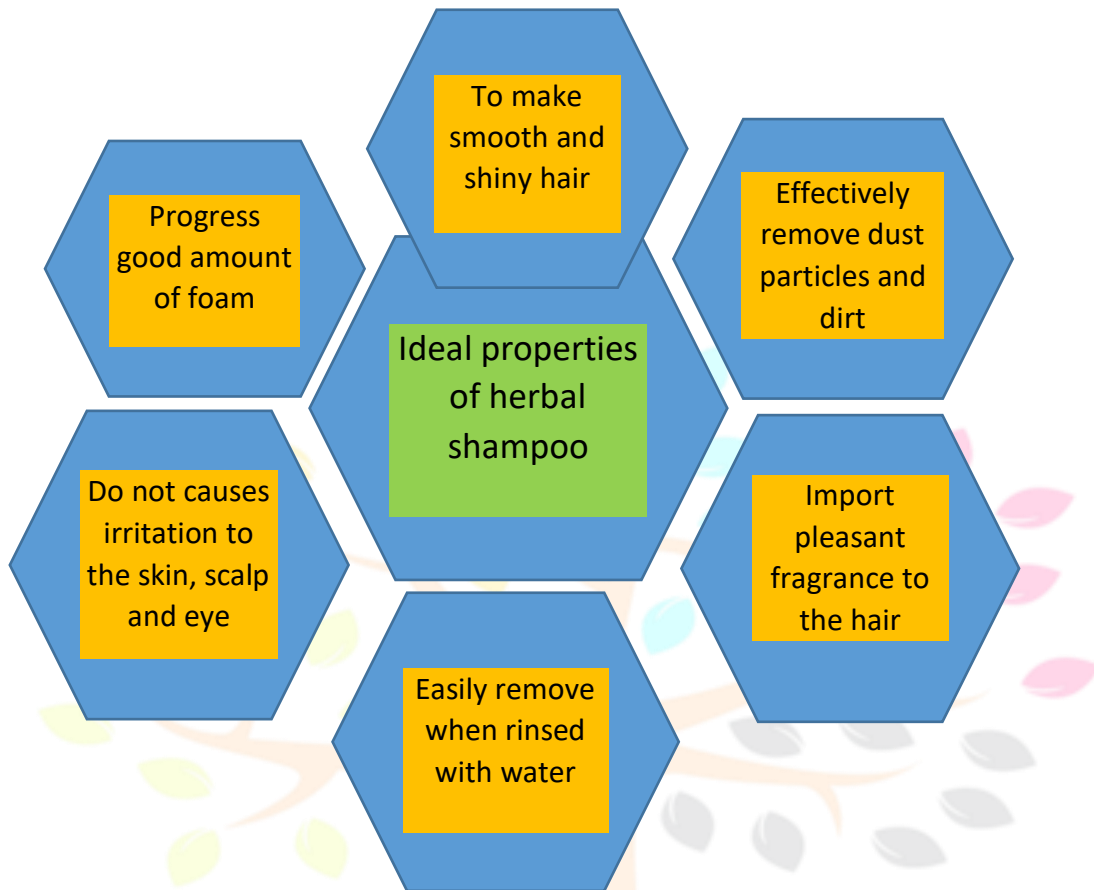 To make
smooth and
shiny hair
Effectively
remove dust
particles and
dirt
Progress
good amount
of foam
Ideal properties
of herbal
shampoo
Do not causes
irritation to
the skin, scalp
and eye
Import
pleasant
fragrance to
the hair
Easily remove
when rinsed
with water